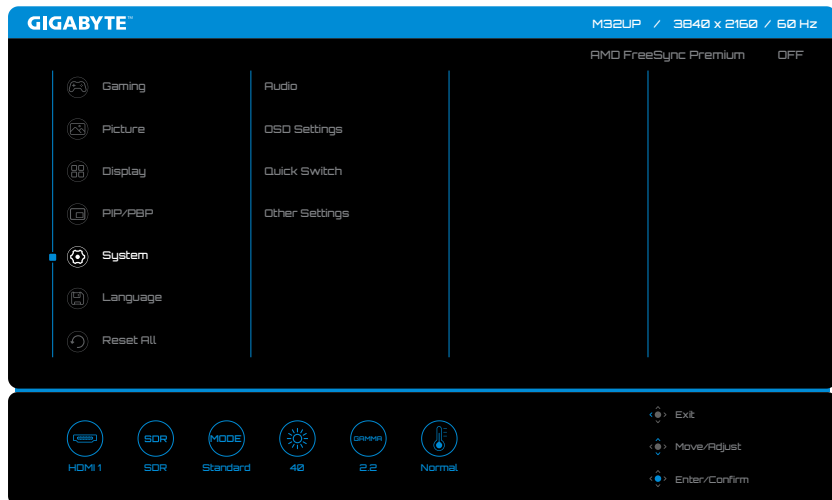 GIGABYTE™ M32UP / 3840 x 2160 / 60 Hz
AMD FreeSync Premium OFF
Gaming Audio
Picture OSD Settings
Display Quick Switch
PIP/PBP Other Settings
System
Language
Reset All
SDR MODE GAMMA
HDMI 1 SDR Standard 40 2.2 Normal
Exit
Move/Adjust
Enter/Confirm